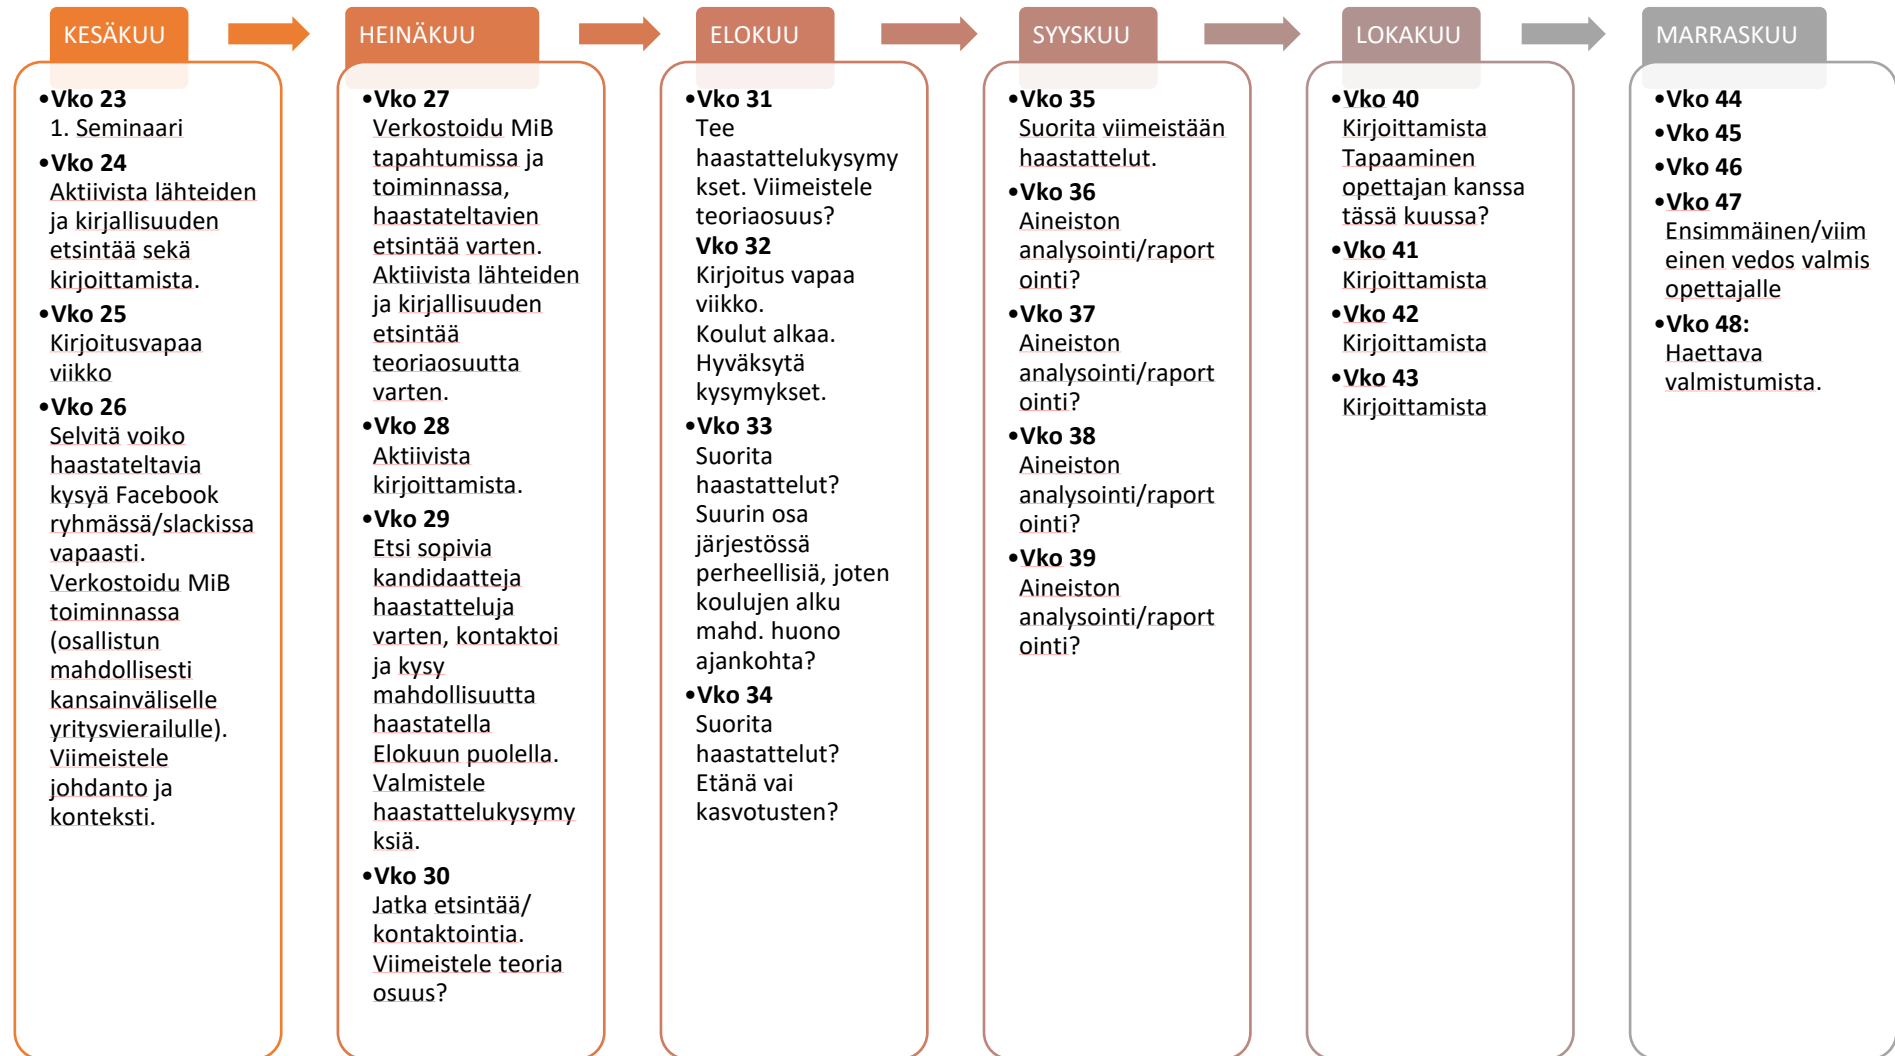 KESÄKUU
•Vko 23
1. Seminaari
•Vko 24
Aktiivista lähteiden
ja kirjallisuuden
etsintää sekä
kirjoittamista.
•Vko 25
Kirjoitusvapaa
viikko
•Vko 26
Selvitä voiko
haastateltavia
kysyä Facebook
ryhmässä/slackissa
vapaasti.
Verkostoidu MiB
toiminnassa
(osallistun
mahdollisesti
kansainväliselle
yritysvierailulle).
Viimeistele
johdanto ja
konteksti.
HEINÄKUU
•Vko 27
Verkostoidu MiB
tapahtumissa ja
toiminnassa,
haastateltavien
etsintää varten.
Aktiivista lähteiden
ja kirjallisuuden
etsintää
teoriaosuutta
varten.
•Vko 28
Aktiivista
kirjoittamista.
•Vko 29
Etsi sopivia
kandidaatteja
haastatteluja
varten, kontaktoi
ja kysy
mahdollisuutta
haastatella
Elokuun puolella.
Valmistele
haastattelukysymy
ksiä.
•Vko 30
Jatka etsintää/
kontaktointia.
Viimeistele teoria
osuus?
ELOKUU
•Vko 31
Tee
haastattelukysymy
kset. Viimeistele
teoriaosuus?
Vko 32
Kirjoitus vapaa
viikko.
Koulut alkaa.
Hyväksytä
kysymykset.
•Vko 33
Suorita
haastattelut?
Suurin osa
järjestössä
perheellisiä, joten
koulujen alku
mahd. huono
ajankohta?
•Vko 34
Suorita
haastattelut?
Etänä vai
kasvotusten?
SYYSKUU
•Vko 35
Suorita viimeistään
haastattelut.
•Vko 36
Aineiston
analysointi/raport
ointi?
•Vko 37
Aineiston
analysointi/raport
ointi?
•Vko 38
Aineiston
analysointi/raport
ointi?
•Vko 39
Aineiston
analysointi/raport
ointi?
LOKAKUU
•Vko 40
Kirjoittamista
Tapaaminen
opettajan kanssa
tässä kuussa?
•Vko 41
Kirjoittamista
•Vko 42
Kirjoittamista
•Vko 43
Kirjoittamista
MARRASKUU
•Vko 44
•Vko 45
•Vko 46
•Vko 47
Ensimmäinen/viim
einen vedos valmis
opettajalle
•Vko 48:
Haettava
valmistumista.